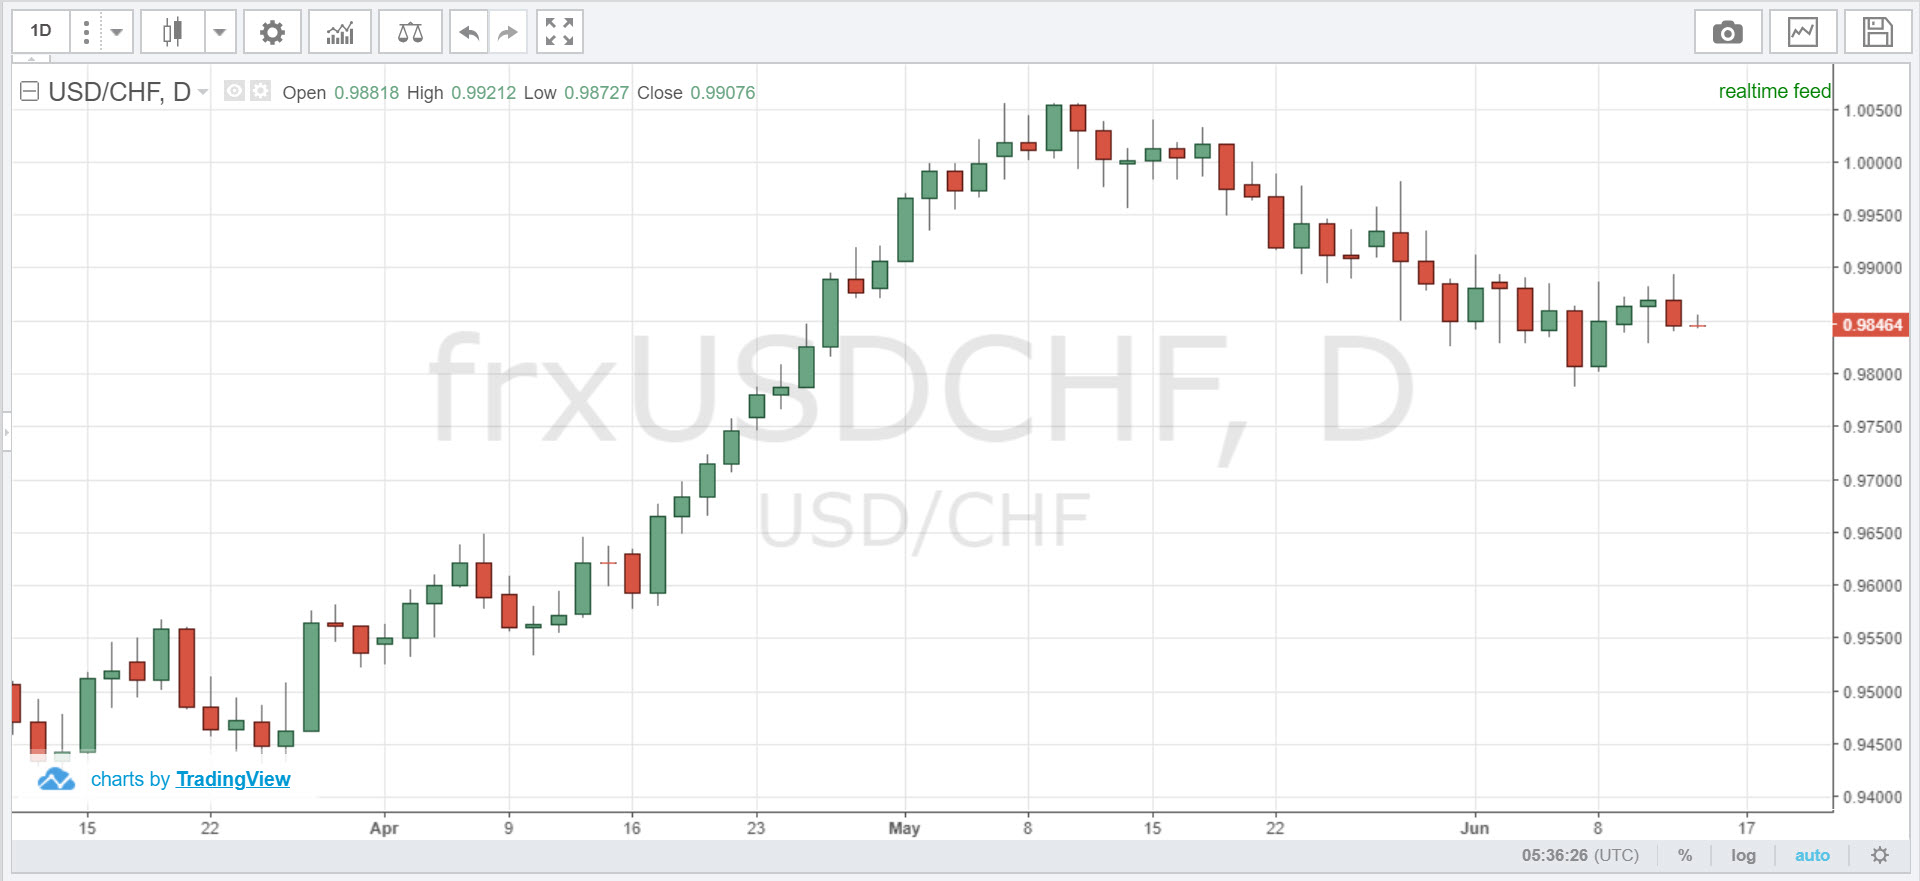 1D
USD/CHF, D Open 0.98818 High 0.99212 Low 0.98727 Close 0.99076
realtime feed
1.00500
1.00000
0.99500
0.99000
0.98464
0.98000
0.97500
0.97000
0.96500
0.96000
0.95500
0.95000
0.94500
0.94000
frxUSDCHF, D
USD/CHF
charts by TradingView
15 22 Apr 9 16 23 May 8 15 22 Jun 8 17
05:36:26 (UTC) % log auto